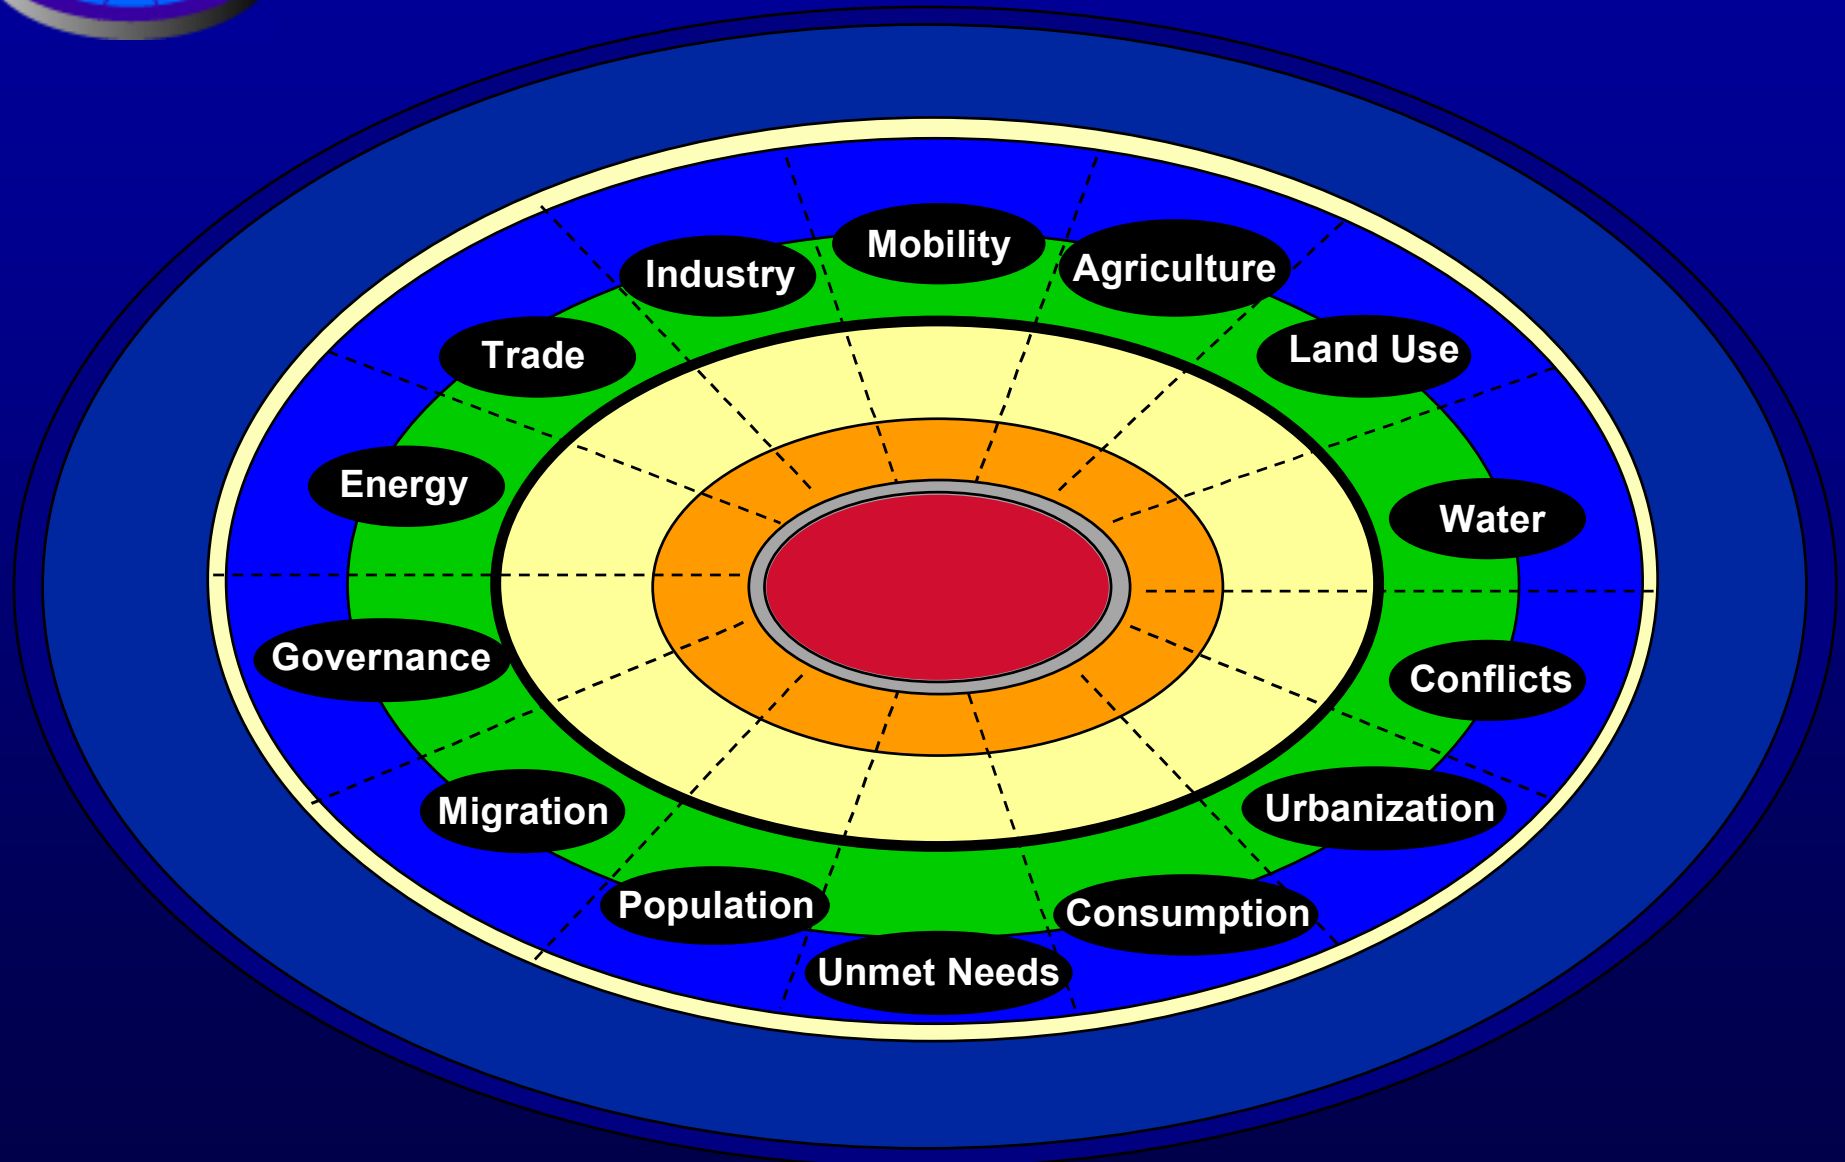 Mobility
Agriculture
Industry
Land Use
Trade
Energy
Water
Governance
Conflicts
Migration
Urbanization
Population
Consumption
Unmet Needs